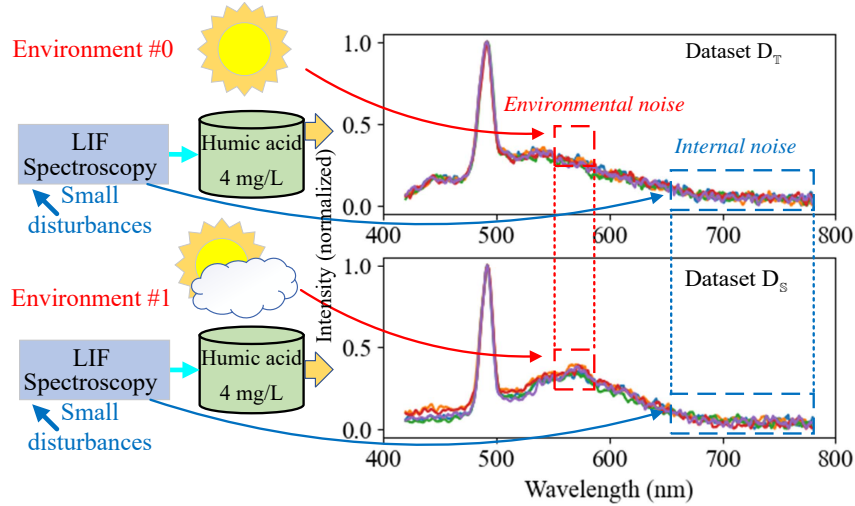 Environment #0
LIF
Spectroscopy
Small
disturbances
Humic acid
4 mg/L
Environment #1
LIF
Spectroscopy
Small
disturbances
Humic acid
4 mg/L
Intensity (normalized)
1.0
0.5
0.0
Dataset D𝕋
Environmental noise
Internal noise
400 500 600 700 800
1.0
0.5
0.0
Dataset D𝕊
400 500 600 700 800
Wavelength (nm)